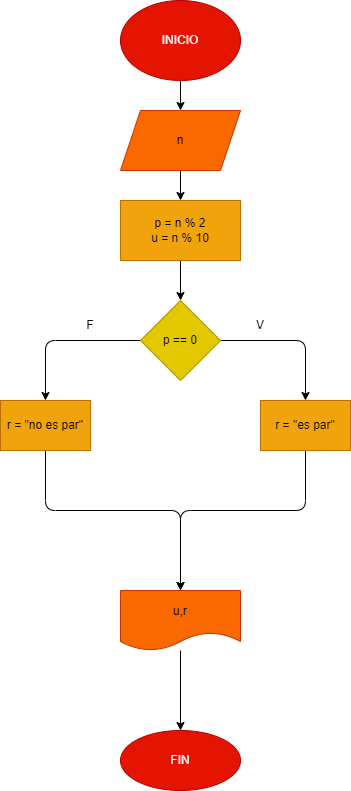 INICIO
n
p = n % 2
u = n % 10
F
V
p == 0
r = "no es par"
r = "es par"
u,r
FIN